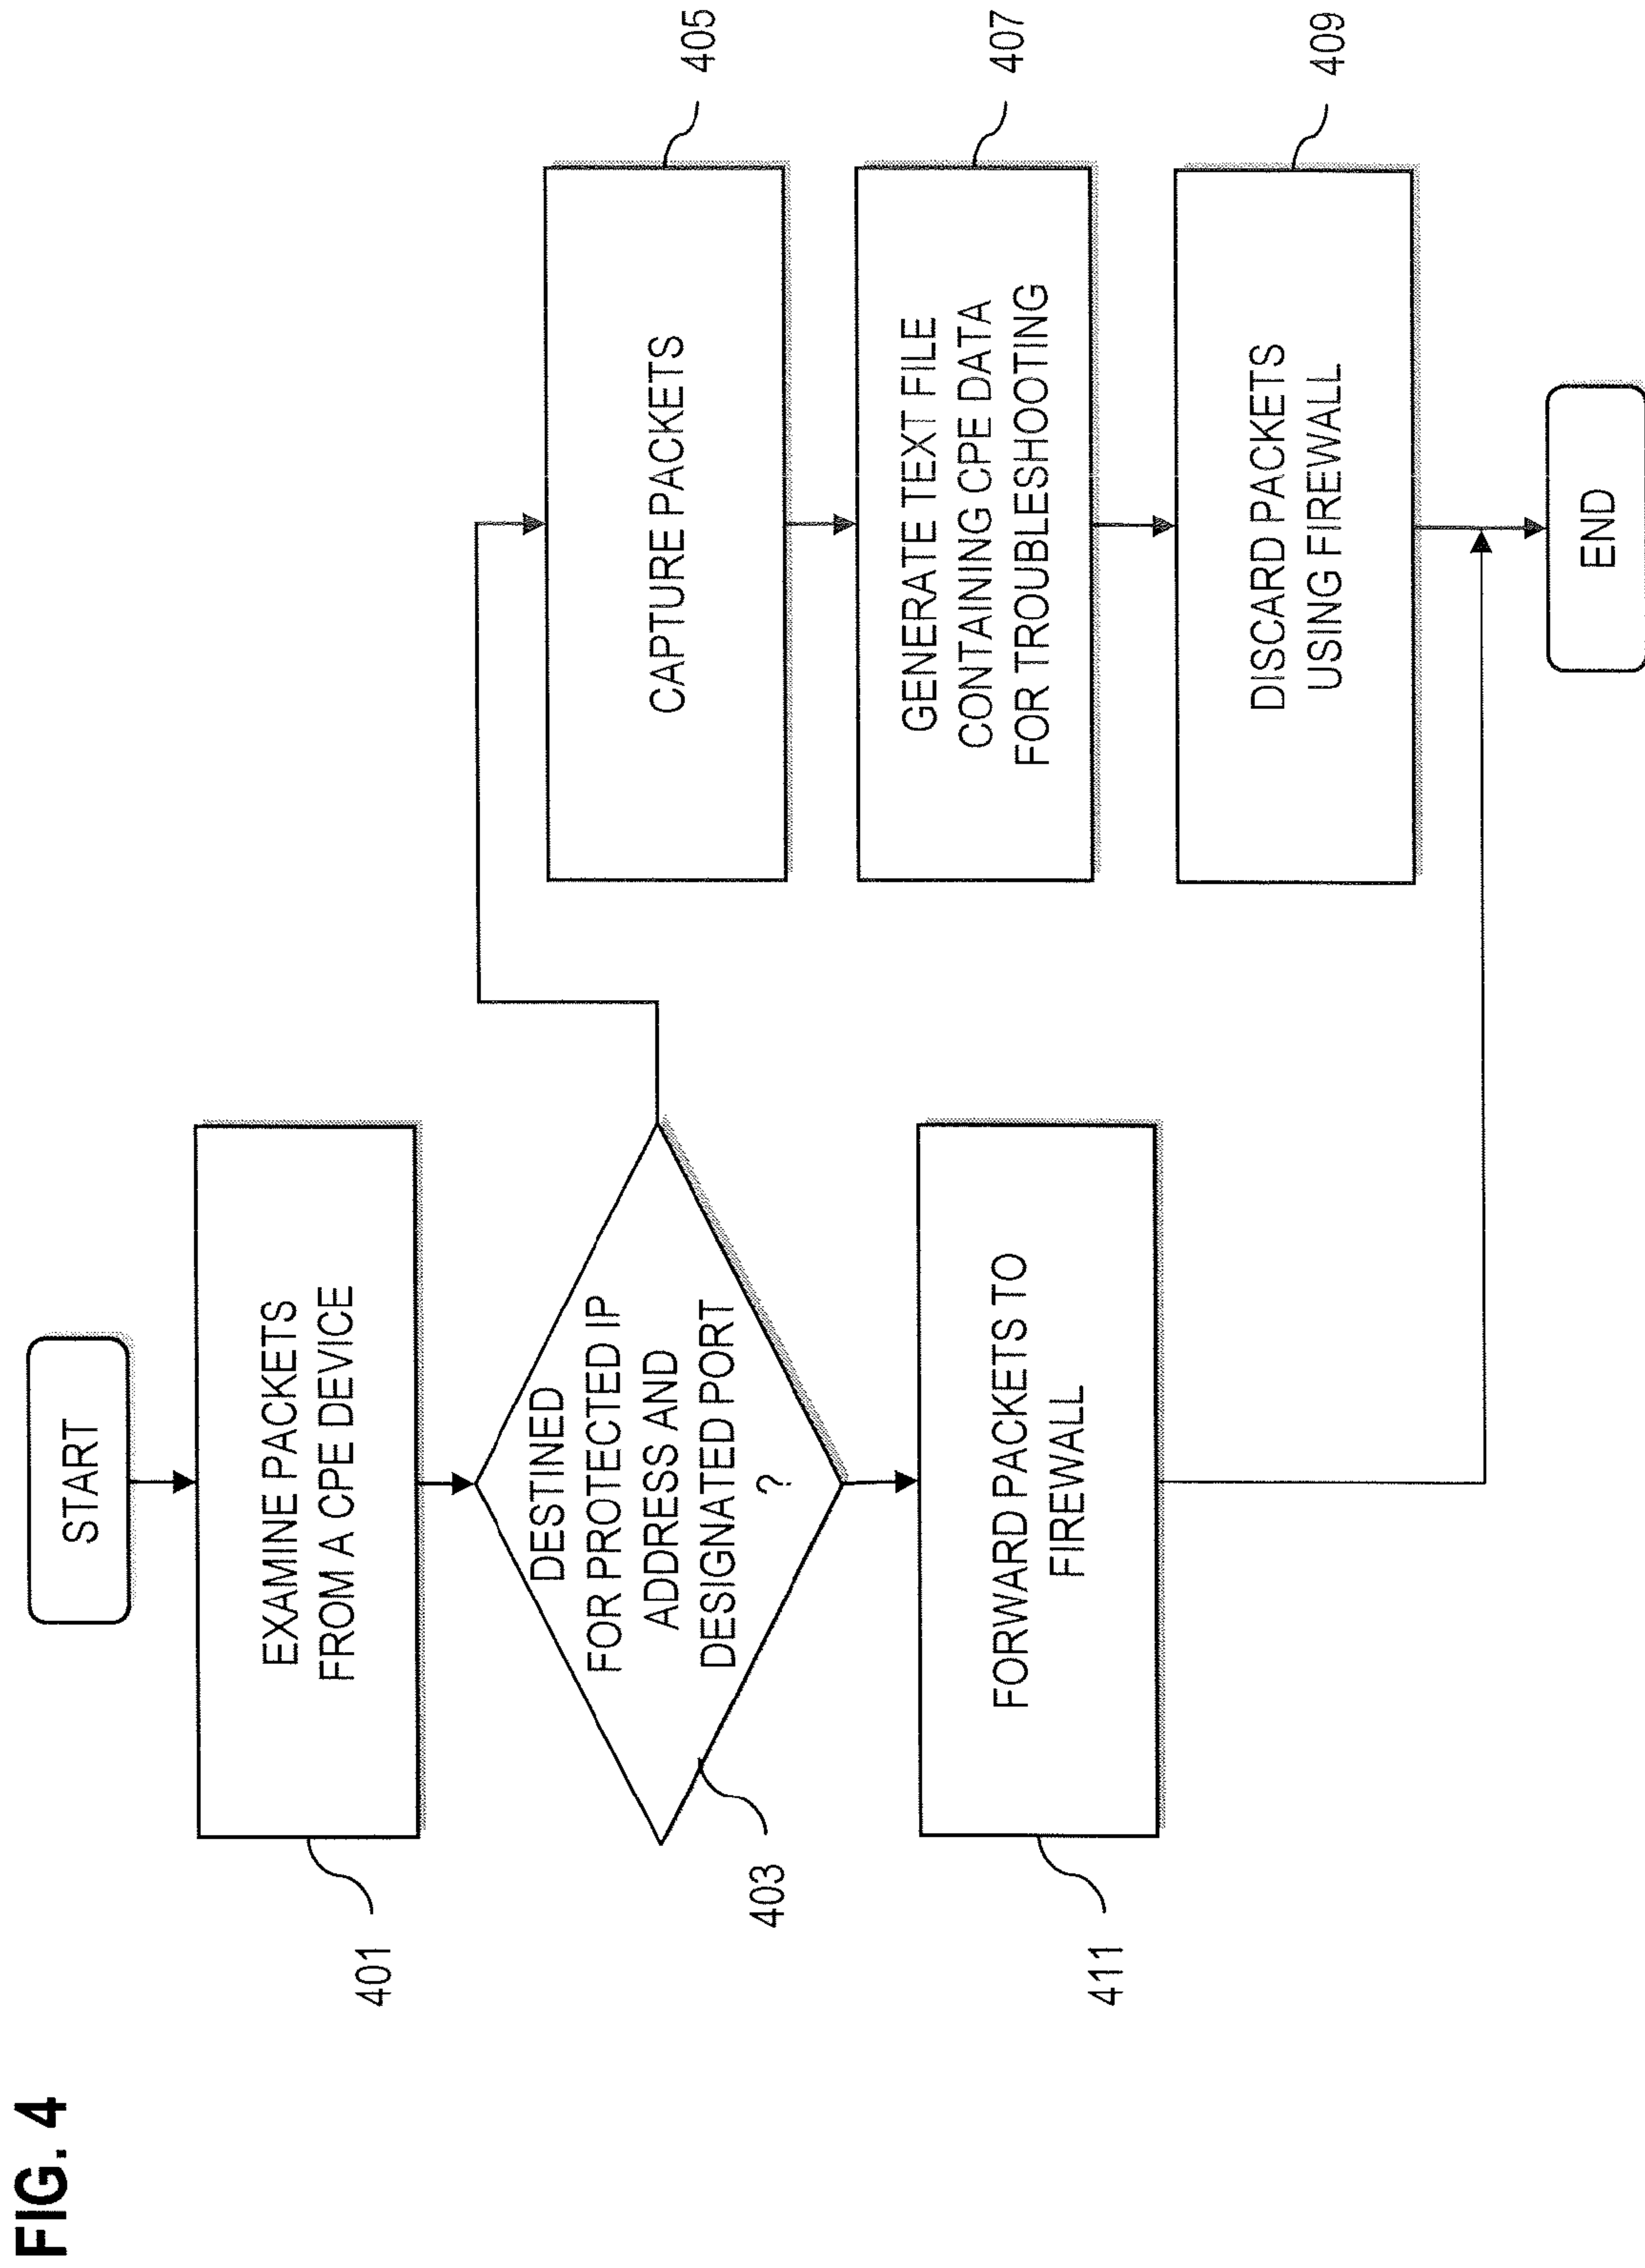 FIG. 4
START
EXAMINE PACKETS
FROM A CPE DEVICE
401
DESTINED
FOR PROTECTED IP
ADDRESS AND
DESIGNATED PORT
?
403
FORWARD PACKETS TO
FIREWALL
411
CAPTURE PACKETS
405
GENERATE TEXT FILE
CONTAINING CPE DATA
FOR TROUBLESHOOTING
407
DISCARD PACKETS
USING FIREWALL
409
END